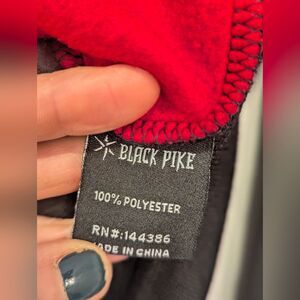 BLACK PIKE
100% POLYESTER
RN#:144386
MADE IN CHINA